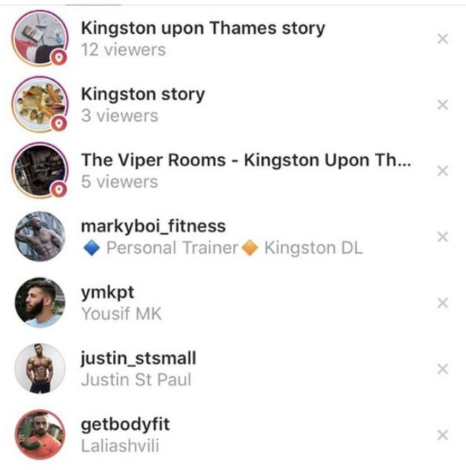 Kingston upon Thames story
12 viewers
Kingston story
3 viewers
The Viper Rooms - Kingston Upon Th...
5 viewers
markyboi_fitness
🔷 Personal Trainer🔶 Kingston DL
ymkpt
Yousif MK
justin_stsmall
Justin St Paul
getbodyfit
Laliashvili